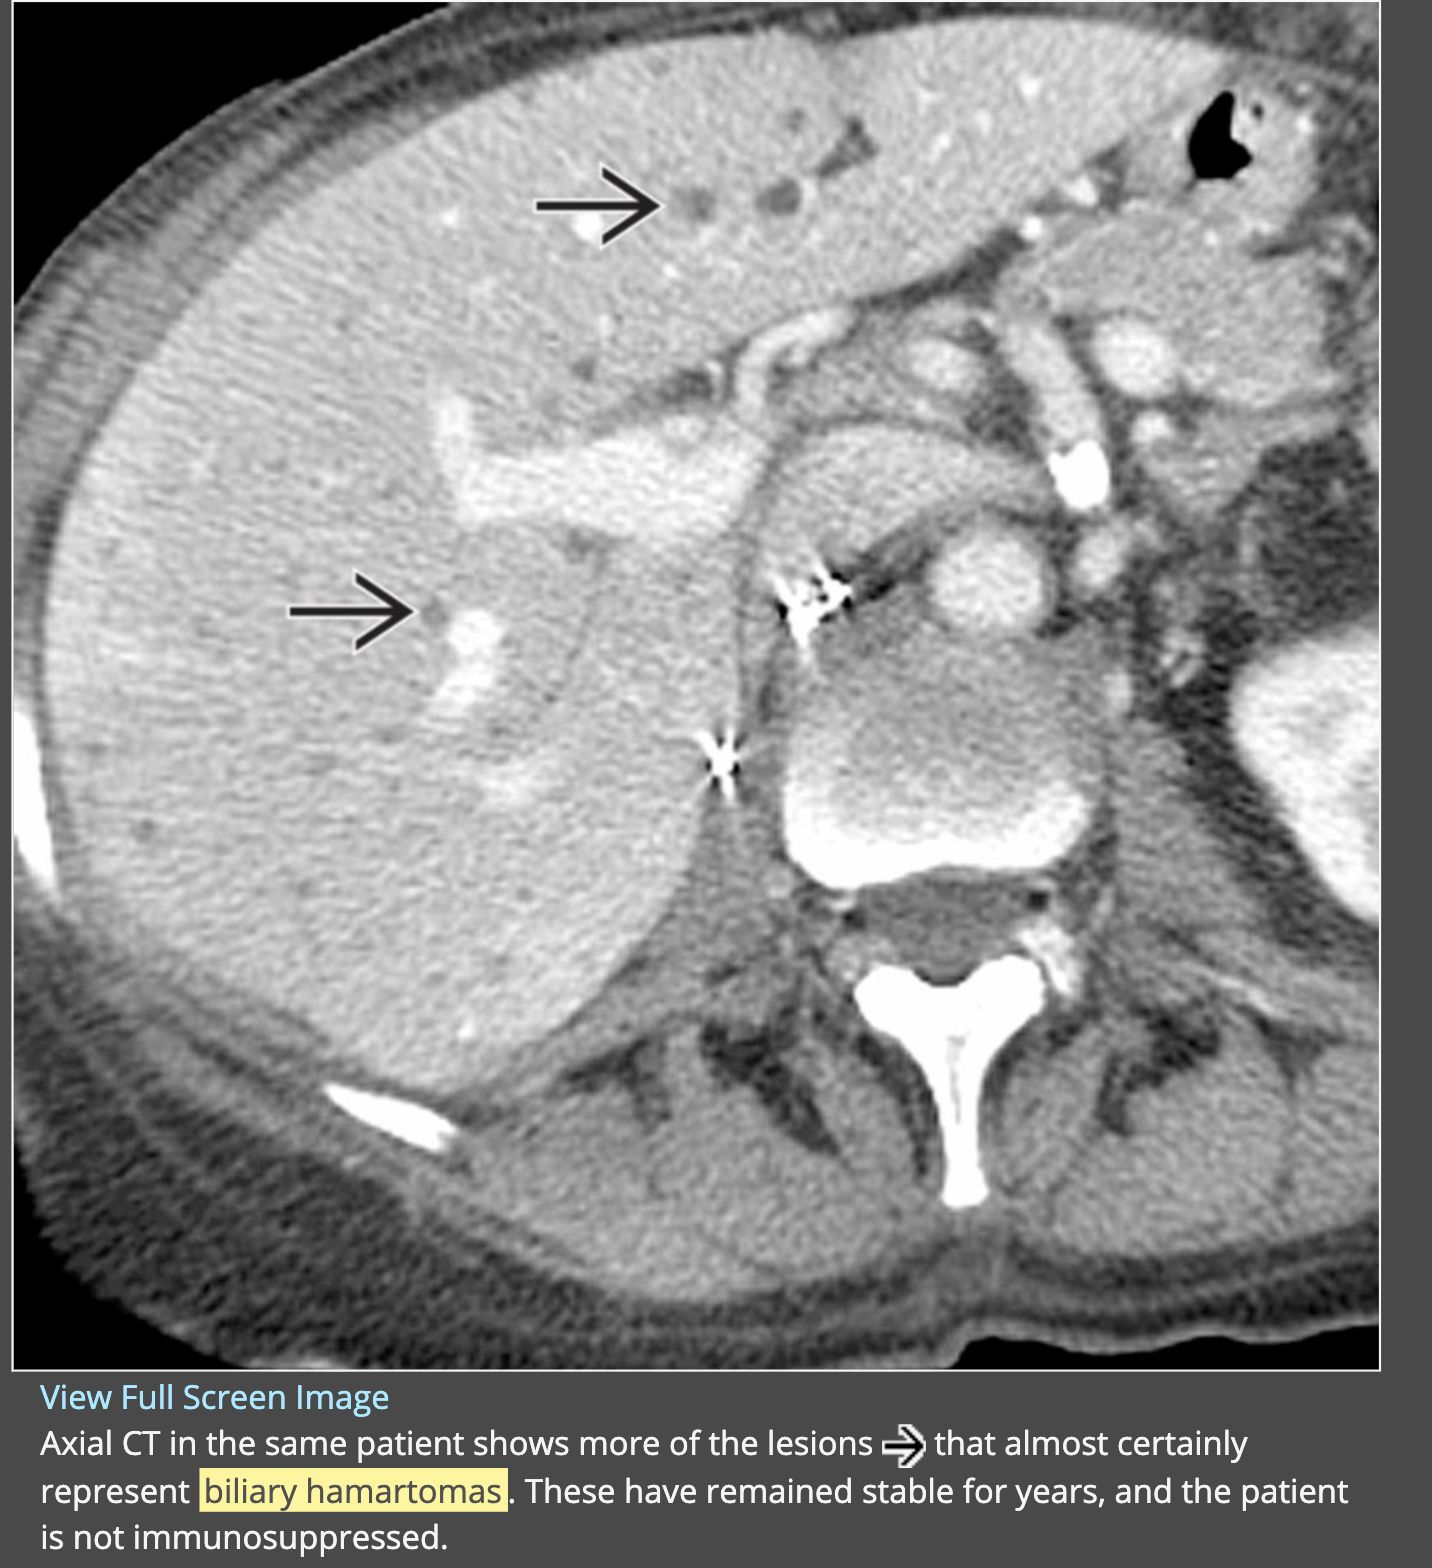 View Full Screen Image
Axial CT in the same patient shows more of the lesions that almost certainly
represent biliary hamartomas. These have remained stable for years, and the patient
is not immunosuppressed.